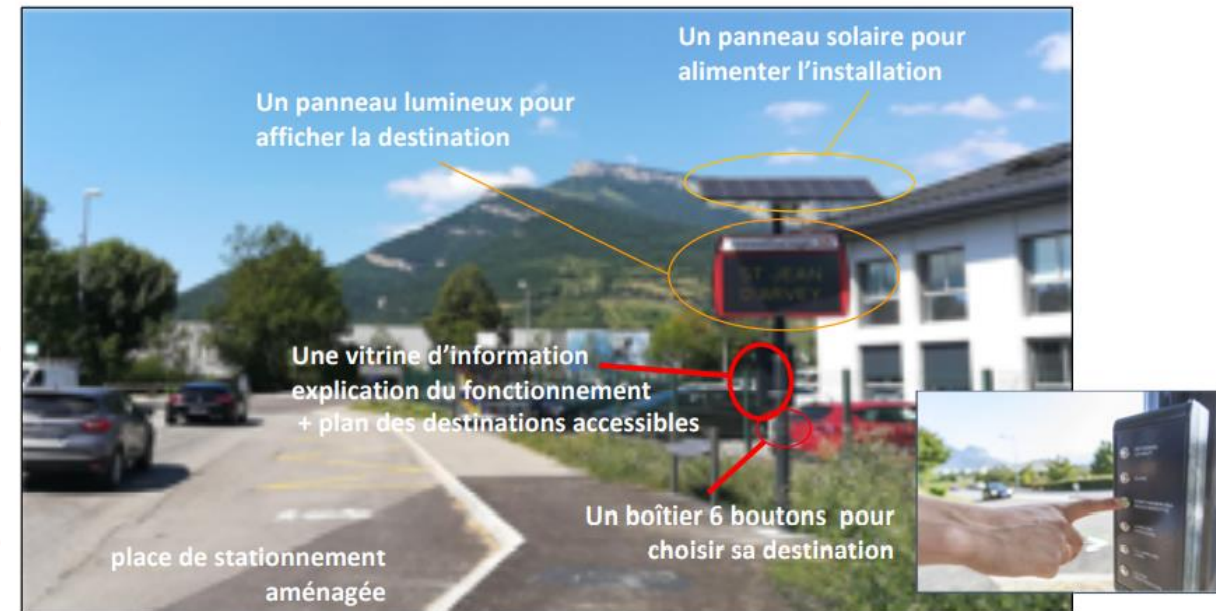 Un panneau solaire pour
alimenter l'installation
Un panneau lumineux pour
afficher la destination
ST JEAN
D'ARVEY
Une vitrine d'information
explication du fonctionnement
+ plan des destinations accessibles
Un boîtier 6 boutons pour
choisir sa destination
place de stationnement
aménagée